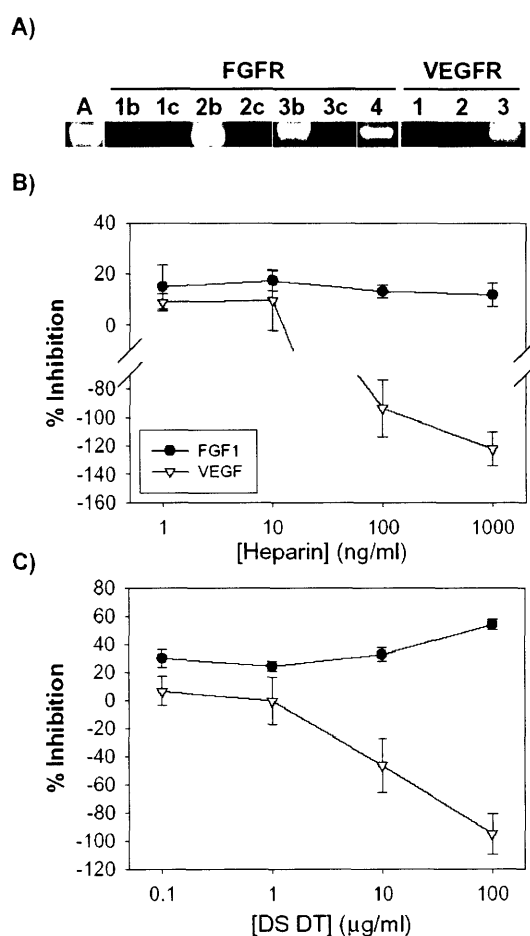 A)
FGFR VEGFR
A 1b 1c 2b 2c 3b 3c 4 1 2 3
B)
40
20
0
-80
-100
-120
-140
-160
% Inhibition
FGF1
VEGF
1 10 100 1000
[Heparin] (ng/ml)
C)
80
60
40
20
0
-20
-40
-60
-80
-100
-120
% Inhibition
0.1 1 10 100
[DS DT] (μg/ml)